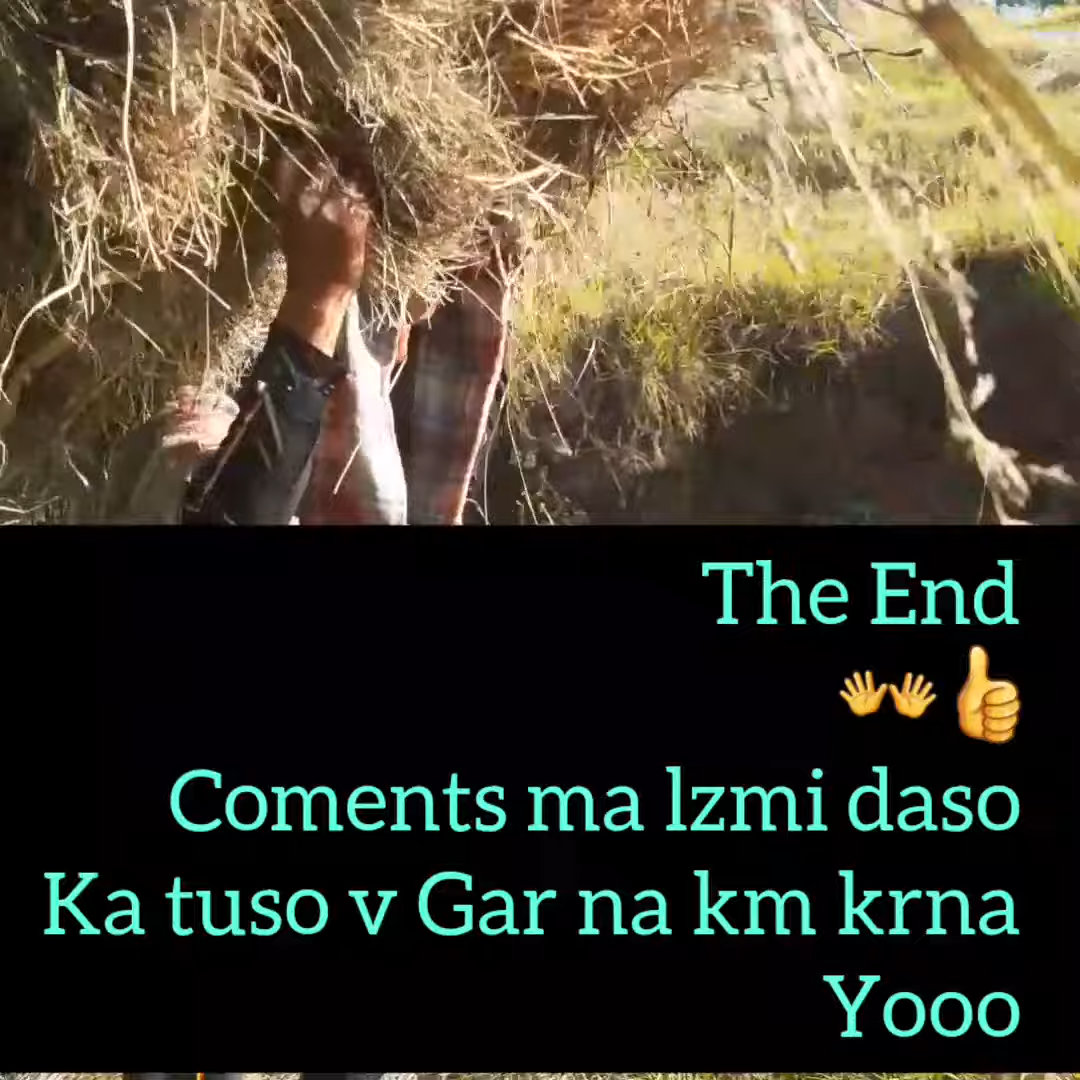 The End
👐👍
Coments ma lzmi daso
Ka tuso v Gar na km krna
Yooo